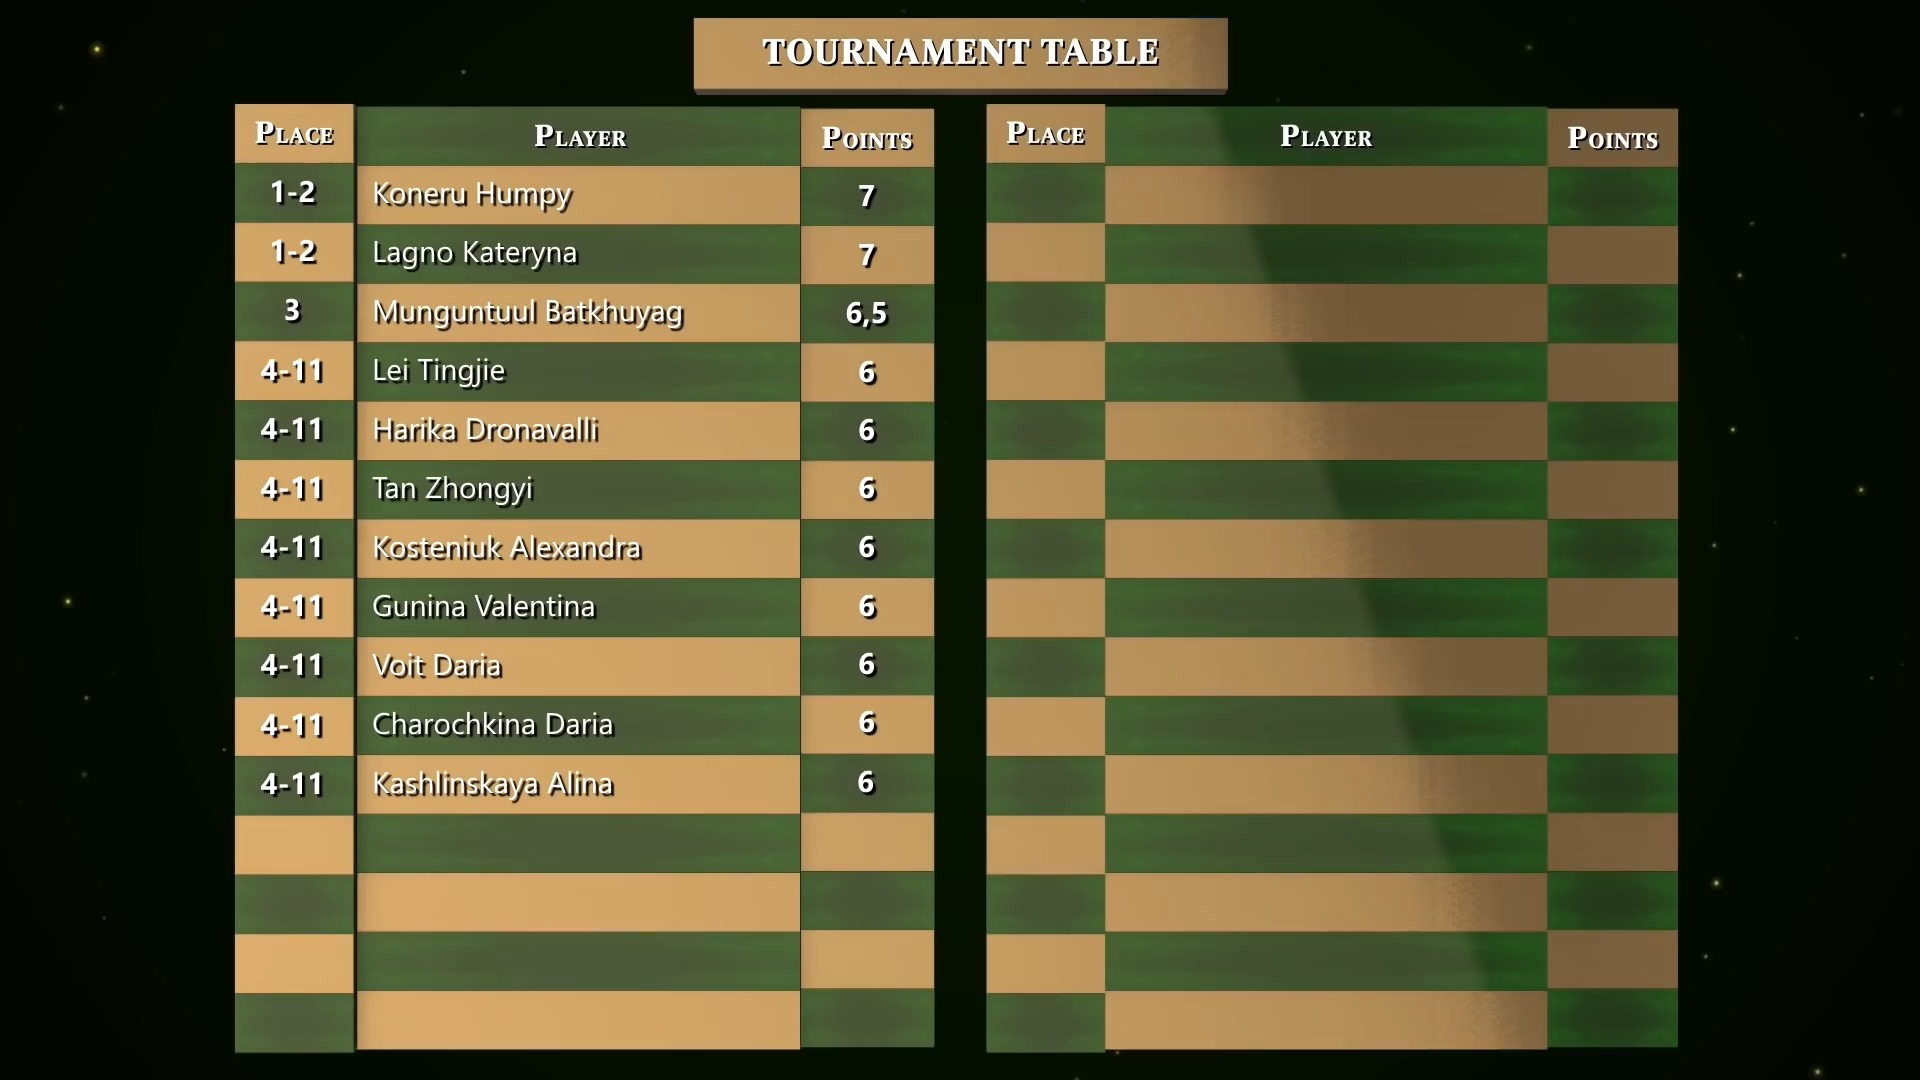 TOURNAMENT TABLE
PLACE PLAYER POINTS
1-2 Koneru Humpy 7
1-2 Lagno Kateryna 7
3 Munguntuul Batkhuyag 6,5
4-11 Lei Tingjie 6
4-11 Harika Dronavalli 6
4-11 Tan Zhongyi 6
4-11 Kosteniuk Alexandra 6
4-11 Gunina Valentina 6
4-11 Voit Daria 6
4-11 Charochkina Daria 6
4-11 Kashlinskaya Alina 6
PLACE PLAYER POINTS